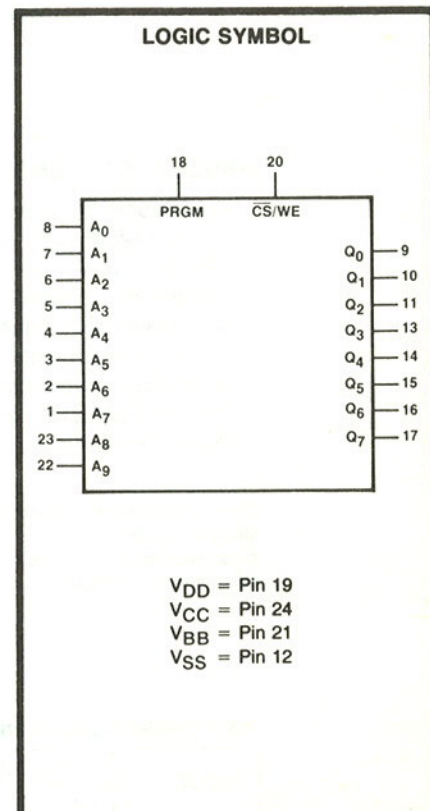 LOGIC SYMBOL
18 20
PRGM C̅S̅/WE
8 A0
7 A1
6 A2
5 A3
4 A4
3 A5
2 A6
1 A7
23 A8
22 A9
Q0 9
Q1 10
Q2 11
Q3 13
Q4 14
Q5 15
Q6 16
Q7 17
VDD = Pin 19
VCC = Pin 24
VBB = Pin 21
VSS = Pin 12